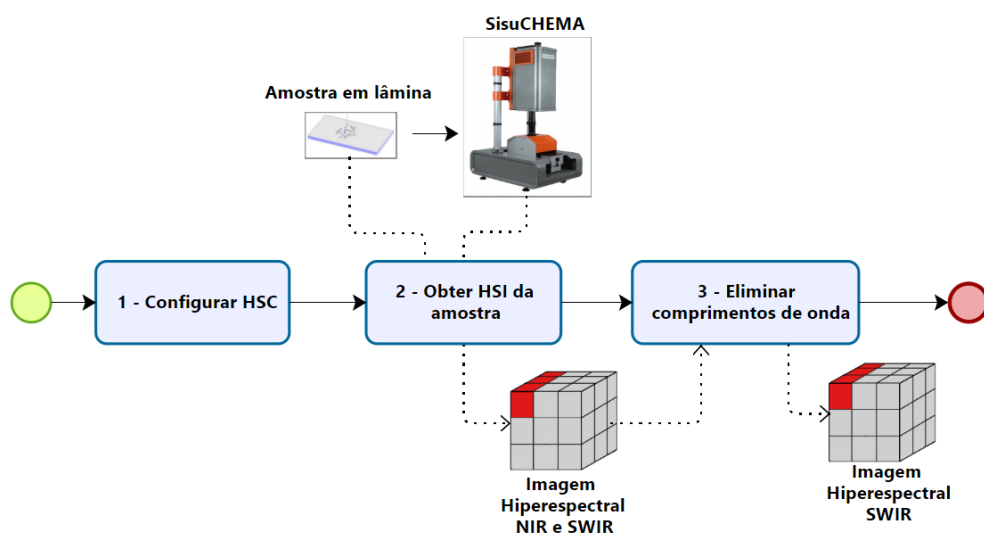 SisuCHEMA
Amostra em lâmina
1 - Configurar HSC
2 - Obter HSI da
amostra
3 - Eliminar
comprimentos de onda
Imagem
Hiperespectral
NIR e SWIR
Imagem
Hiperespectral
SWIR